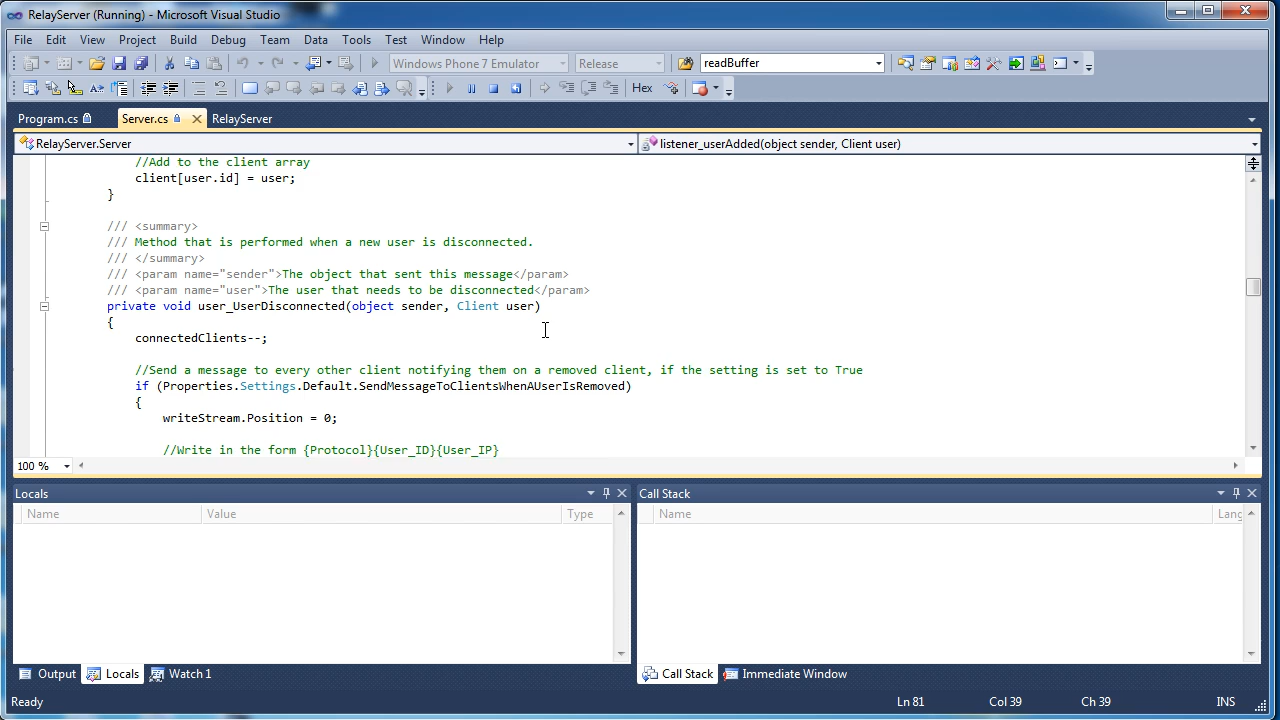 RelayServer (Running) - Microsoft Visual Studio
File Edit View Project Build Debug Team Data Tools Test Window Help
Windows Phone 7 Emulator Release readBuffer
Hex
Program.cs Server.cs RelayServer
RelayServer.Server listener_userAdded(object sender, Client user)
//Add to the client array
client[user.id] = user;
}
/// <summary>
/// Method that is performed when a new user is disconnected.
/// </summary>
/// <param name="sender">The object that sent this message</param>
/// <param name="user">The user that needs to be disconnected</param>
private void user_UserDisconnected(object sender, Client user)
{
connectedClients--;
//Send a message to every other client notifying them on a removed client, if the setting is set to True
if (Properties.Settings.Default.SendMessageToClientsWhenAUserIsRemoved)
{
writeStream.Position = 0;
//Write in the form {Protocol}{User_ID}{User_IP}
100 %
Locals
Name Value Type
Call Stack
Name Lang
Output Locals Watch 1
Call Stack Immediate Window
Ready Ln 81 Col 39 Ch 39 INS